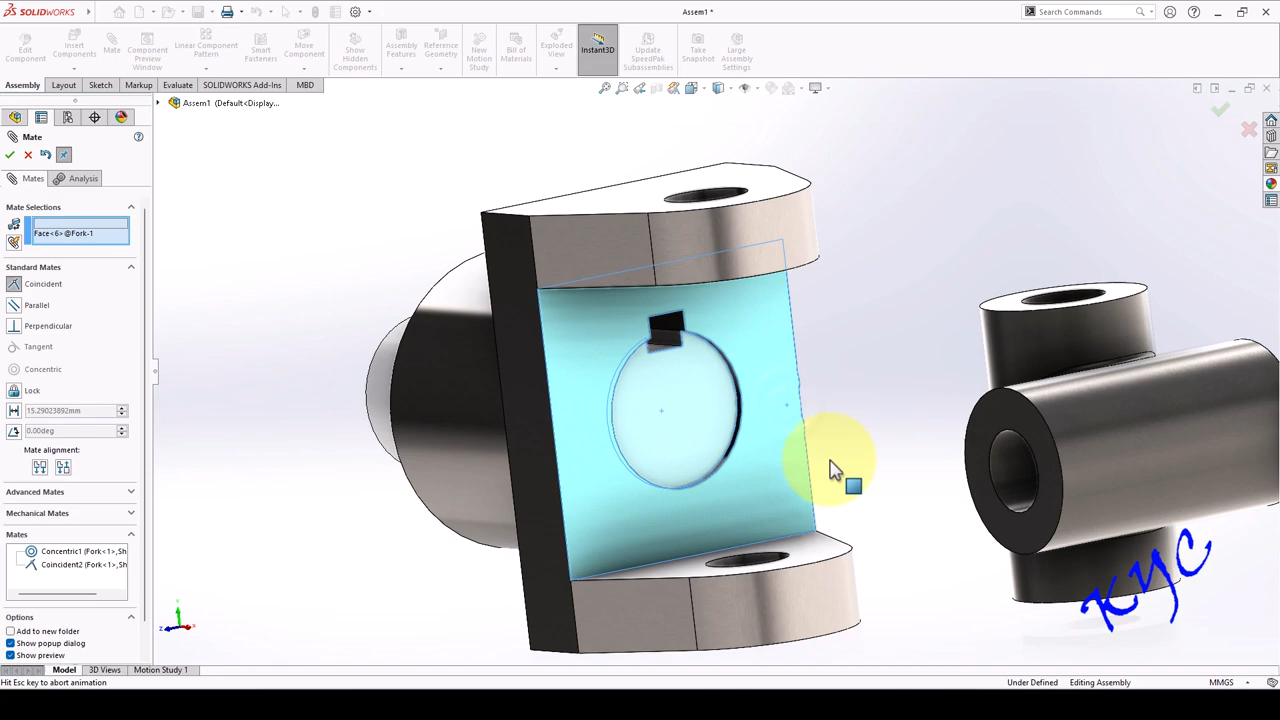 SOLIDWORKS
Assem1 *
Search Commands
Edit Component
Insert Components
Mate
Component Preview Window
Linear Component Pattern
Smart Fasteners
Move Component
Show Hidden Components
Assembly Features
Reference Geometry
New Motion Study
Bill of Materials
Exploded View
Instant3D
Update SpeedPak Subassemblies
Take Snapshot
Large Assembly Settings
Assembly
Layout
Sketch
Markup
Evaluate
SOLIDWORKS Add-Ins
MBD
Assem1 (Default<Display...
Mate
Mates
Analysis
Mate Selections
Face<6>@Fork-1
Standard Mates
Coincident
Parallel
Perpendicular
Tangent
Concentric
Lock
15.29023892mm
0.00deg
Mate alignment:
Advanced Mates
Mechanical Mates
Mates
Concentric1 (Fork<1>,Sh
Coincident2 (Fork<1>,Sh
Options
Add to new folder
Show popup dialog
Show preview
KYC
Y
Z
X
Model
3D Views
Motion Study 1
Hit Esc key to abort animation
Under Defined
Editing Assembly
MMGS